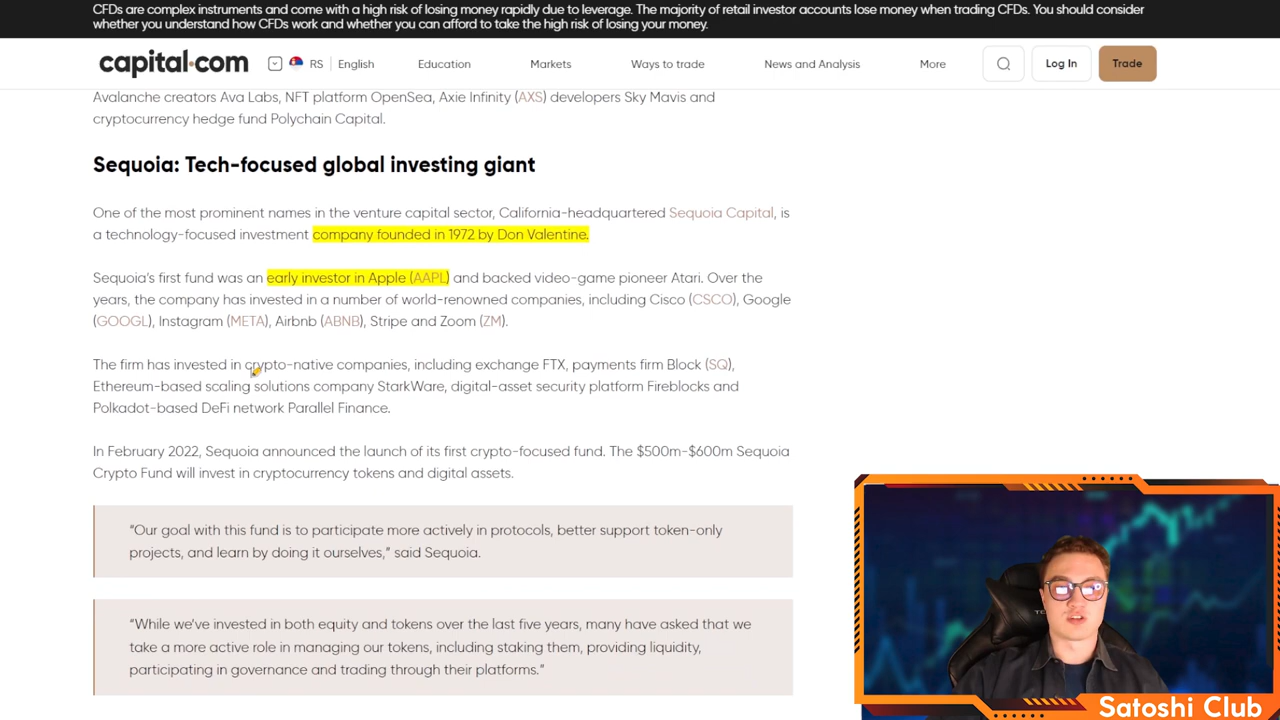 CFDs are complex instruments and come with a high risk of losing money rapidly due to leverage. The majority of retail investor accounts lose money when trading CFDs. You should consider
whether you understand how CFDs work and whether you can afford to take the high risk of losing your money.
capital.com RS English Education Markets Ways to trade News and Analysis More Log In Trade
Avalanche creators Ava Labs, NFT platform OpenSea, Axie Infinity (AXS) developers Sky Mavis and
cryptocurrency hedge fund Polychain Capital.
Sequoia: Tech-focused global investing giant
One of the most prominent names in the venture capital sector, California-headquartered Sequoia Capital, is
a technology-focused investment company founded in 1972 by Don Valentine.
Sequoia's first fund was an early investor in Apple (AAPL) and backed video-game pioneer Atari. Over the
years, the company has invested in a number of world-renowned companies, including Cisco (CSCO), Google
(GOOGL), Instagram (META), Airbnb (ABNB), Stripe and Zoom (ZM).
The firm has invested in crypto-native companies, including exchange FTX, payments firm Block (SQ),
Ethereum-based scaling solutions company StarkWare, digital-asset security platform Fireblocks and
Polkadot-based DeFi network Parallel Finance.
In February 2022, Sequoia announced the launch of its first crypto-focused fund. The $500m-$600m Sequoia
Crypto Fund will invest in cryptocurrency tokens and digital assets.
“Our goal with this fund is to participate more actively in protocols, better support token-only
projects, and learn by doing it ourselves,” said Sequoia.
“While we've invested in both equity and tokens over the last five years, many have asked that we
take a more active role in managing our tokens, including staking them, providing liquidity,
participating in governance and trading through their platforms.”
Satoshi Club